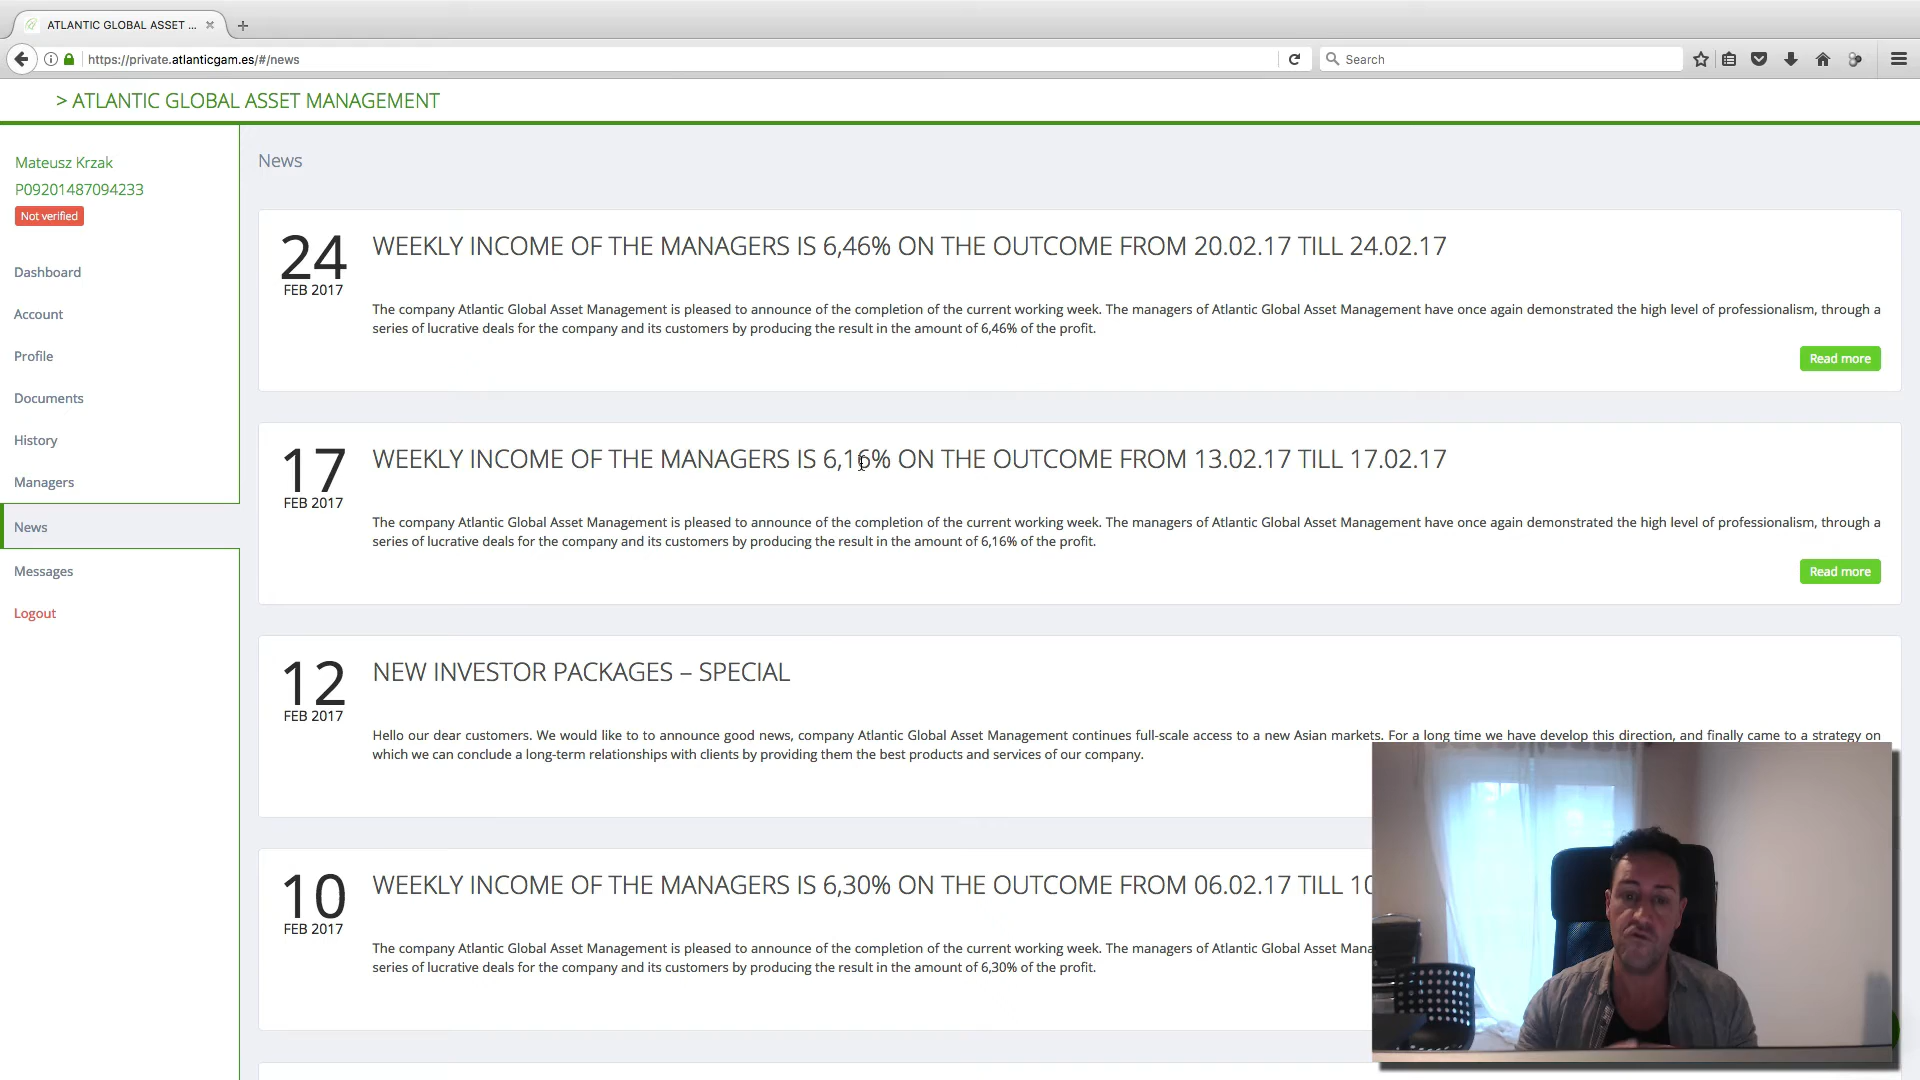 ATLANTIC GLOBAL ASSET ...
https://private.atlanticgam.es/#/news
Search
> ATLANTIC GLOBAL ASSET MANAGEMENT
Mateusz Krzak
P09201487094233
Not verified
Dashboard
Account
Profile
Documents
History
Managers
News
Messages
Logout
News
24
FEB 2017
WEEKLY INCOME OF THE MANAGERS IS 6,46% ON THE OUTCOME FROM 20.02.17 TILL 24.02.17
The company Atlantic Global Asset Management is pleased to announce of the completion of the current working week. The managers of Atlantic Global Asset Management have once again demonstrated the high level of professionalism, through a
series of lucrative deals for the company and its customers by producing the result in the amount of 6,46% of the profit.
Read more
17
FEB 2017
WEEKLY INCOME OF THE MANAGERS IS 6,16% ON THE OUTCOME FROM 13.02.17 TILL 17.02.17
The company Atlantic Global Asset Management is pleased to announce of the completion of the current working week. The managers of Atlantic Global Asset Management have once again demonstrated the high level of professionalism, through a
series of lucrative deals for the company and its customers by producing the result in the amount of 6,16% of the profit.
Read more
12
FEB 2017
NEW INVESTOR PACKAGES – SPECIAL
Hello our dear customers. We would like to to announce good news, company Atlantic Global Asset Management continues full-scale access to a new Asian markets. For a long time we have develop this direction, and finally came to a strategy on
which we can conclude a long-term relationships with clients by providing them the best products and services of our company.
10
FEB 2017
WEEKLY INCOME OF THE MANAGERS IS 6,30% ON THE OUTCOME FROM 06.02.17 TILL 10
The company Atlantic Global Asset Management is pleased to announce of the completion of the current working week. The managers of Atlantic Global Asset Mana
series of lucrative deals for the company and its customers by producing the result in the amount of 6,30% of the profit.